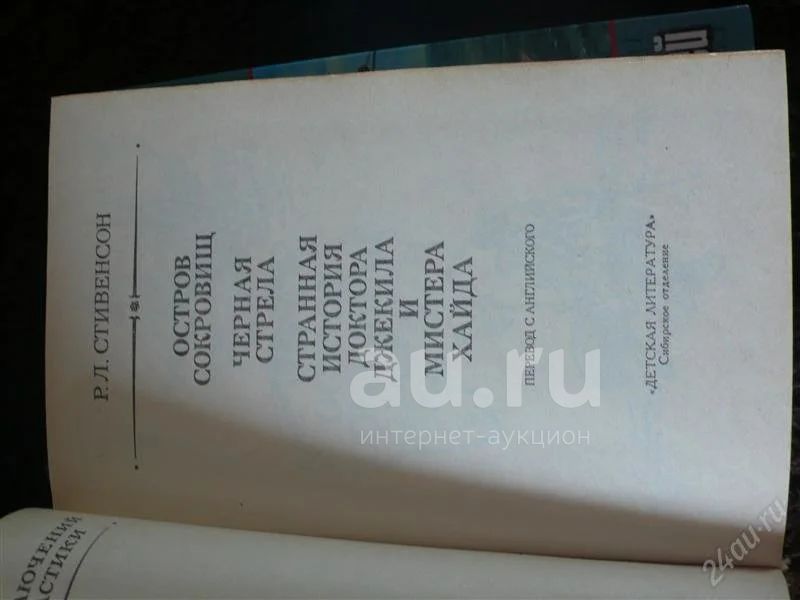 Р. Л. СТИВЕНСОН
ОСТРОВ
СОКРОВИЩ
ЧЕРНАЯ
СТРЕЛА
СТРАННАЯ
ИСТОРИЯ
ДОКТОРА
ДЖЕКИЛА
И
МИСТЕРА
ХАЙДА
ПЕРЕВОД С АНГЛИЙСКОГО
«ДЕТСКАЯ ЛИТЕРАТУРА»
Сибирское отделение
au.ru
интернет-аукцион
24au.ru